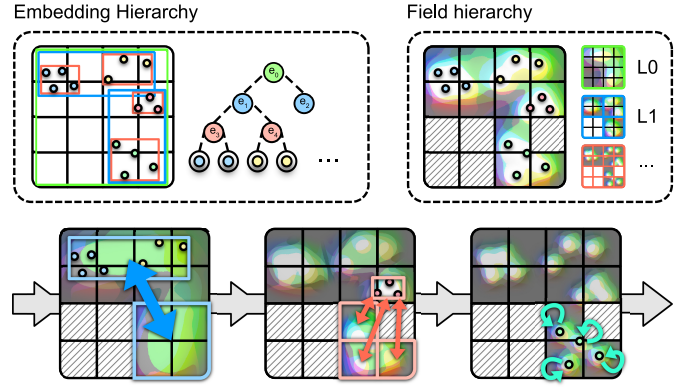 Embedding Hierarchy
Field hierarchy
e0
e1
e2
e3
e4
...
L0
L1
...